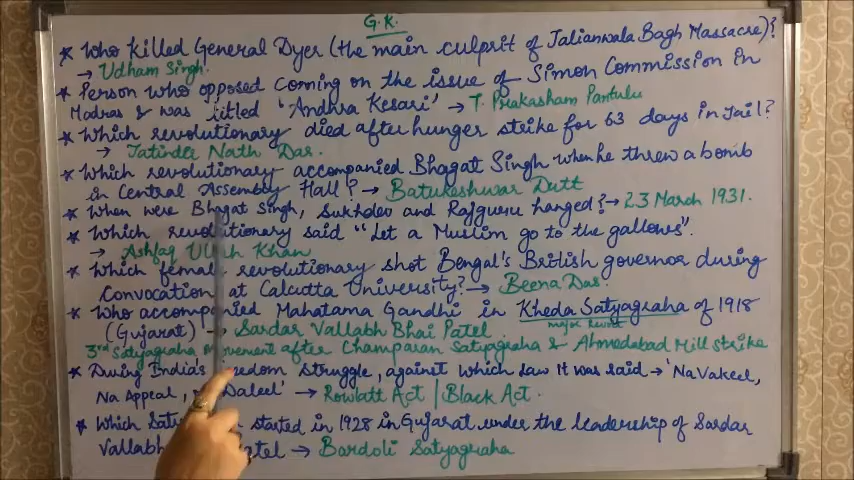 G.K.
* Who killed General Dyer (the main culprit of Jalianwala Bagh Massacre)?
→ Udham Singh.
* Person who opposed coming on the issue of Simon Commission in
Madras & was titled 'Andhra Kesari' → T. Prakasham Pantulu
* Which revolutionary died after hunger strike for 63 days in Jail?
→ Jatindra Nath Das.
* Which revolutionary accompanied Bhagat Singh when he threw a bomb
in Central Assembly Hall? → Batukeshwar Dutt
* When were Bhagat Singh, Sukhdev and Rajguru hanged? → 23 March 1931.
* Which revolutionary said "Let a Muslim go to the gallows".
→ Ashfaq Ullah Khan
* Which female revolutionary shot Bengal's British governor during
Convocation at Calcutta University? → Beena Das.
* Who accompanied Mahatama Gandhi in Kheda Satyagraha of 1918
(Gujarat) → Sardar Vallabh Bhai Patel major revolt
3rd Satyagraha Movement after Champaran Satyagraha & Ahmedabad Mill strike
* During India's freedom struggle, against which law it was said → 'Na Vakeel,
Na Appeal, Daleel' → Rowlatt Act | Black Act.
* Which started in 1928 in Gujarat under the leadership of Sardar
Vallabh Patel → Bardoli Satyagraha